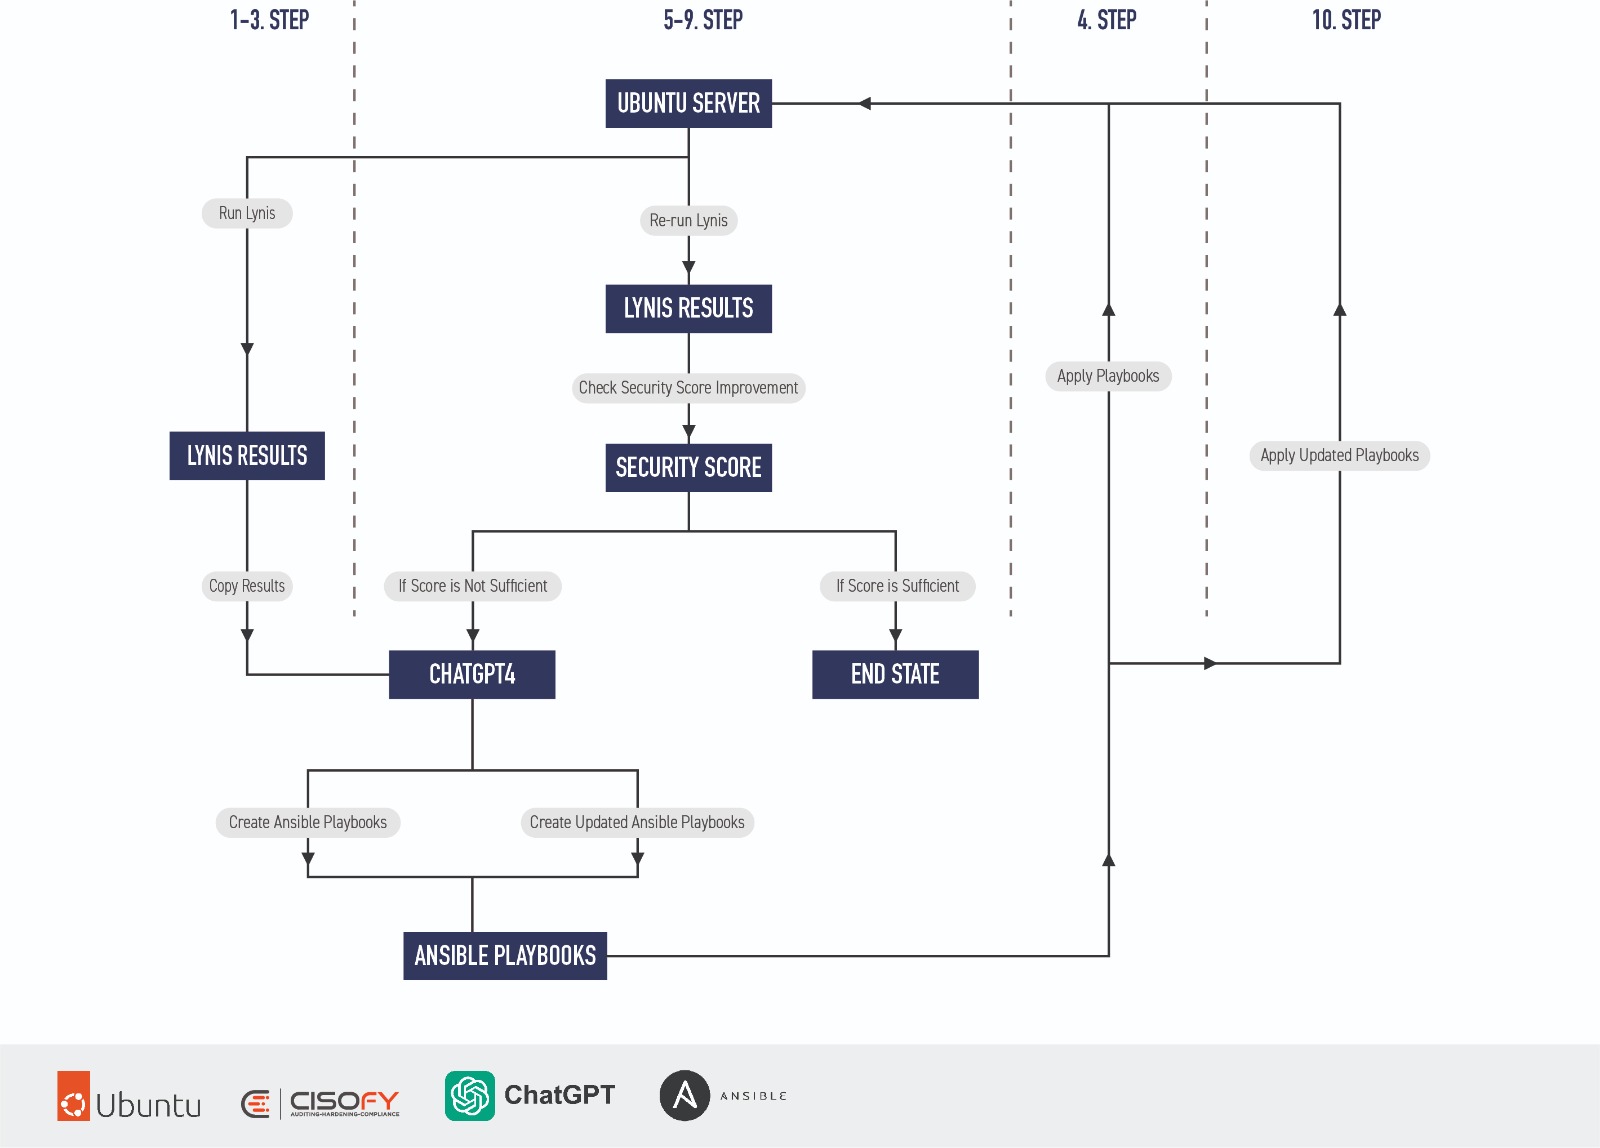 1–3. STEP
5–9. STEP
4. STEP
10. STEP
UBUNTU SERVER
Run Lynis
Re-run Lynis
LYNIS RESULTS
Check Security Score Improvement
Apply Playbooks
LYNIS RESULTS
SECURITY SCORE
Apply Updated Playbooks
Copy Results
If Score is Not Sufficient
If Score is Sufficient
CHATGPT4
END STATE
Create Ansible Playbooks
Create Updated Ansible Playbooks
ANSIBLE PLAYBOOKS
Ubuntu
CISOFY
AUDITING•HARDENING•COMPLIANCE
ChatGPT
ANSIBLE